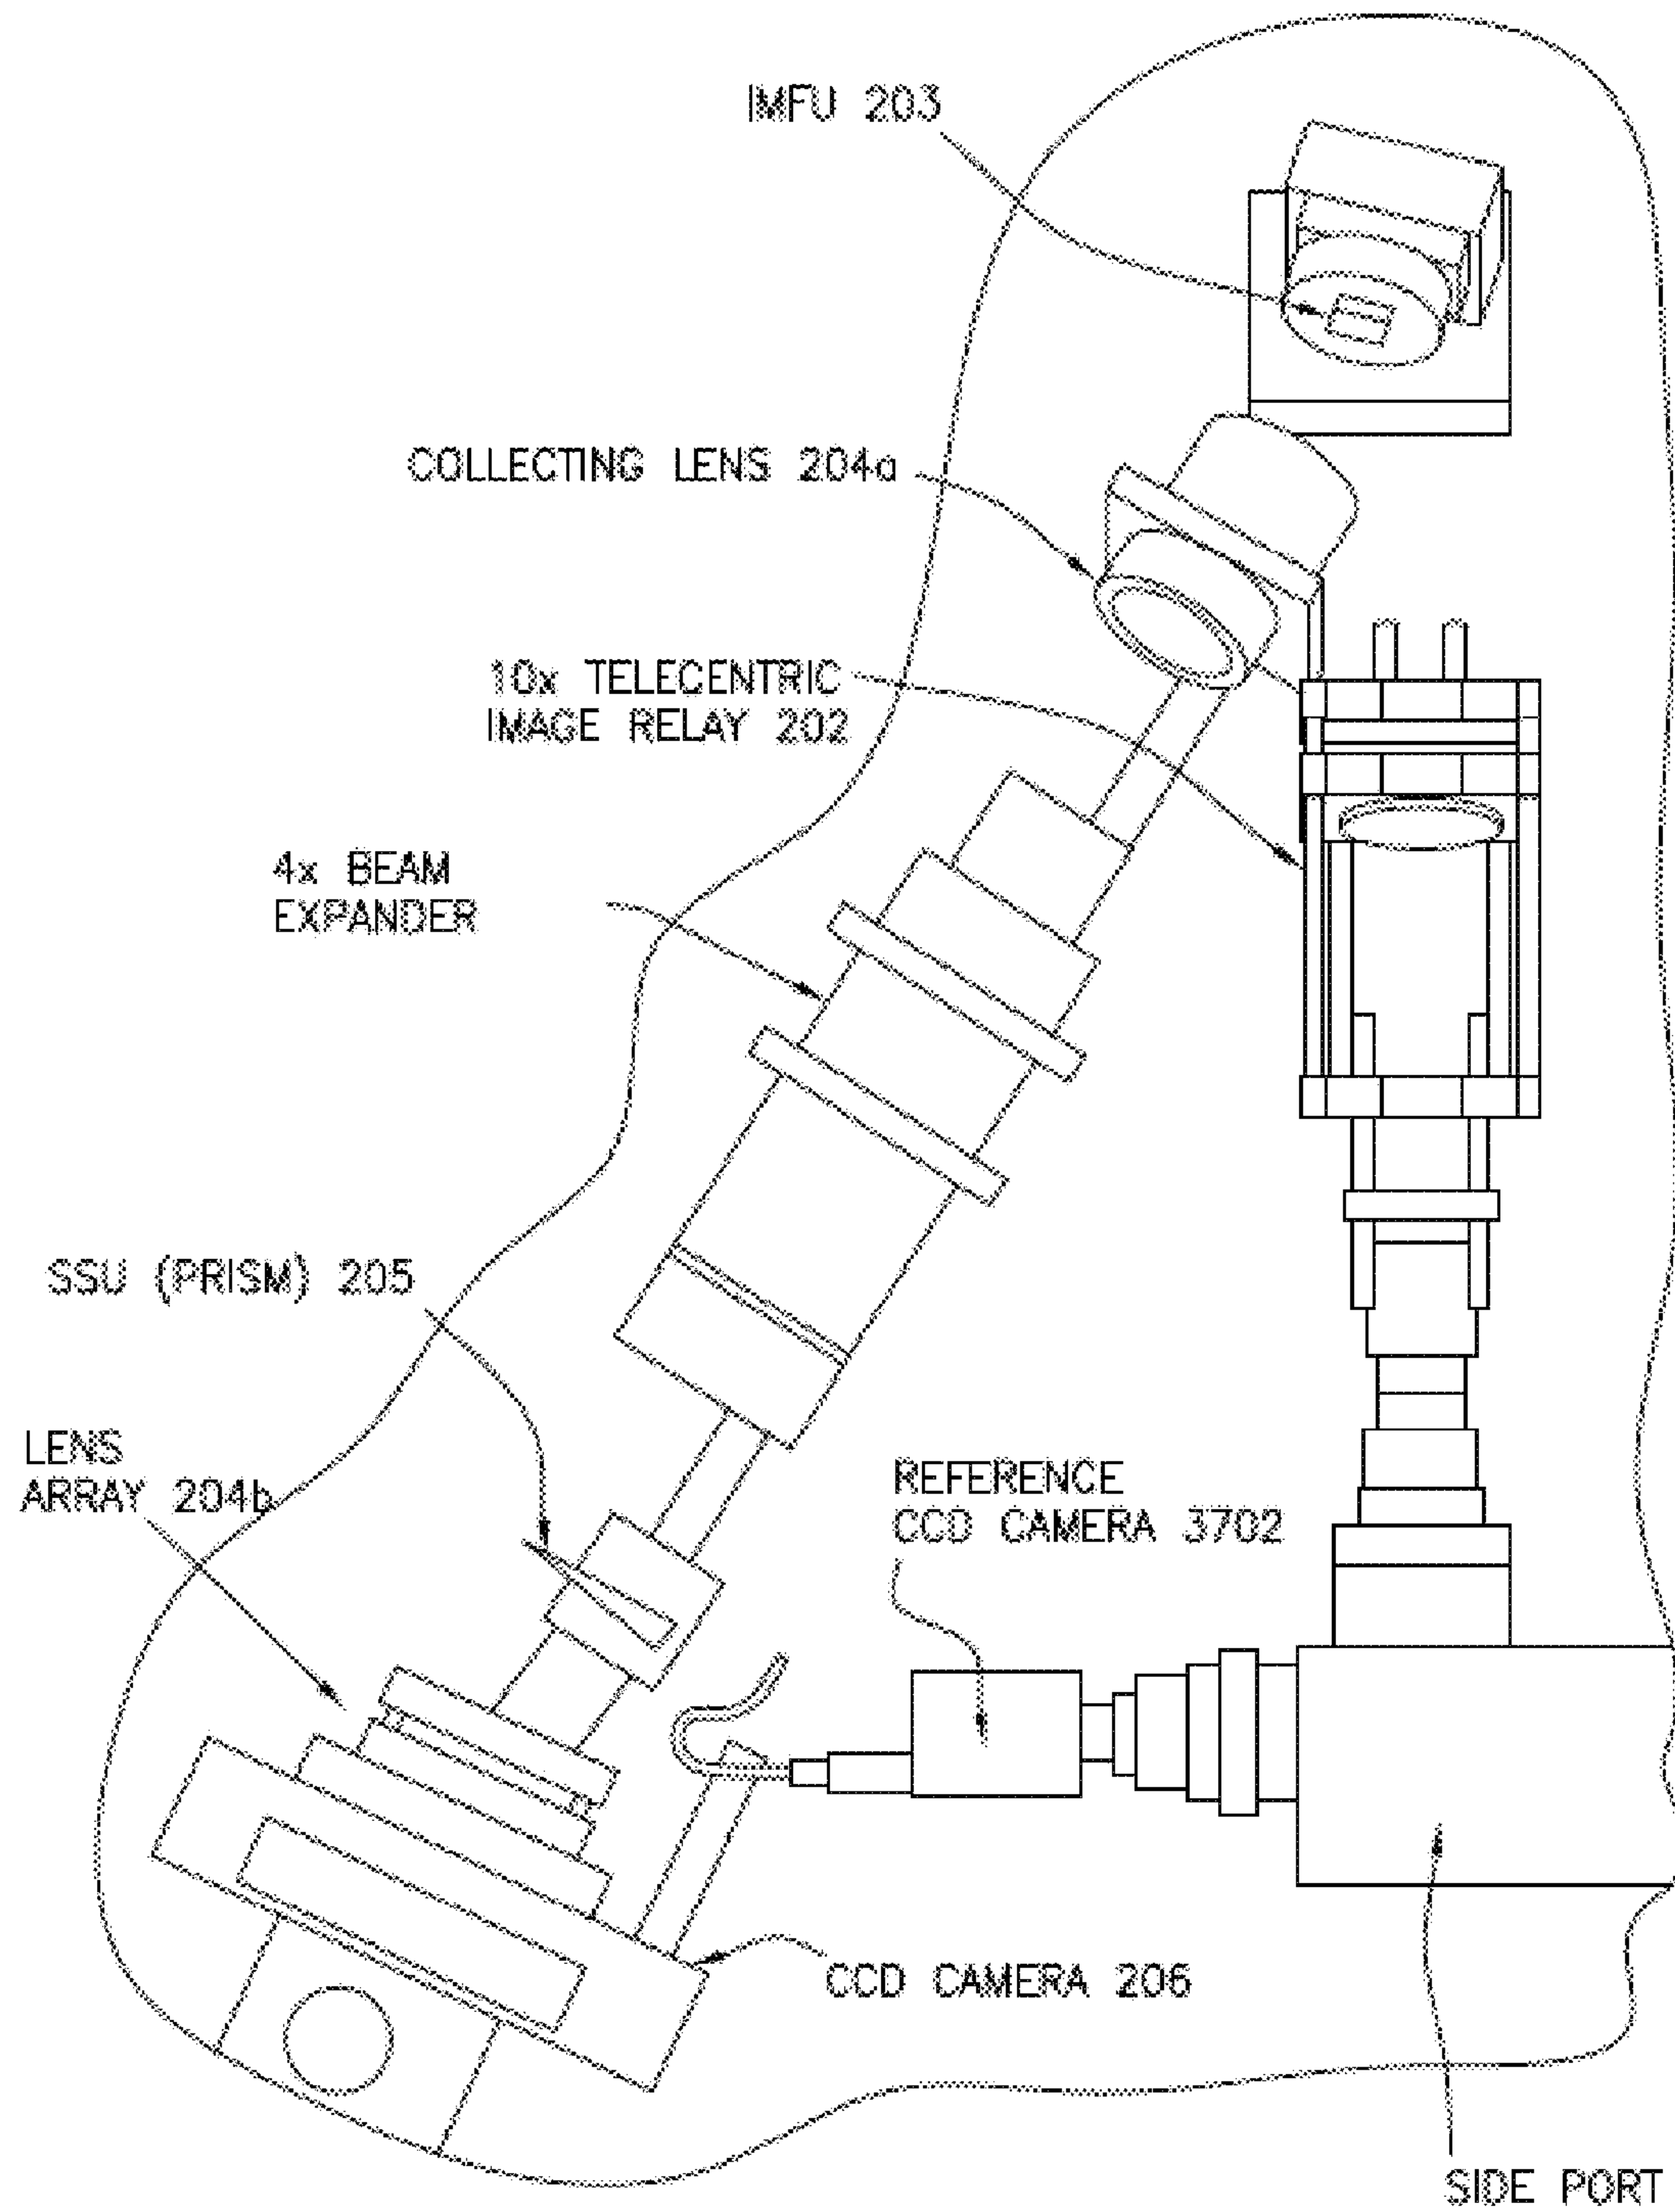 IMFU 203
COLLECTING LENS 204a
10x TELECENTRIC
IMAGE RELAY 202
4x BEAM
EXPANDER
SSU (PRISM) 205
LENS
ARRAY 204b
REFERENCE
CCD CAMERA 3702
CCD CAMERA 206
SIDE PORT